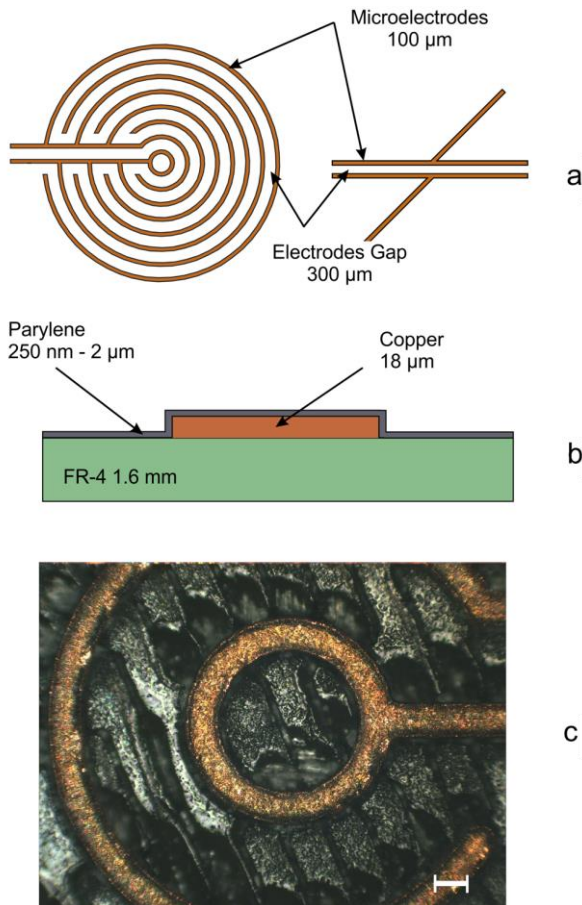 Microelectrodes
100 µm
a
Electrodes Gap
300 µm
Parylene
250 nm - 2 µm
Copper
18 µm
FR-4 1.6 mm
b
c